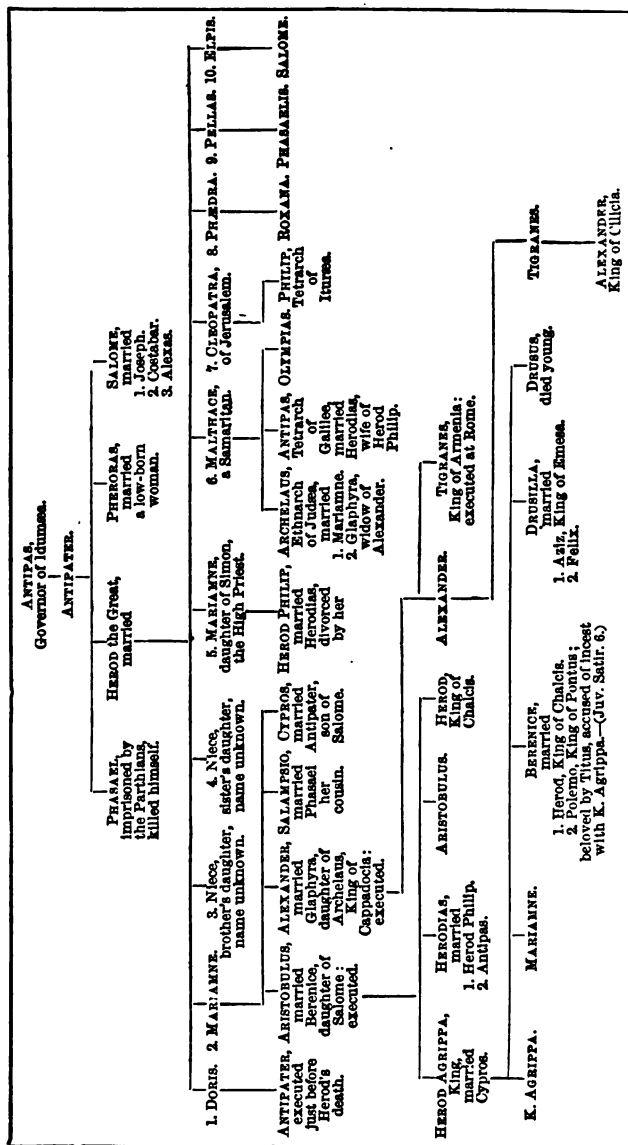 ANTIPAS,
Governor of Idumæa.
ANTIPATER.
PHASAEL,
imprisoned by
the Parthians,
killed himself.
HEROD the Great,
married
PHERORAS,
married
a low-born
woman.
SALOME,
married
1. Joseph.
2. Costabar.
3. Alexas.
1. DORIS.
2. MARIAMNE.
3. Niece,
brother's daughter,
name unknown.
4. Niece,
sister's daughter,
name unknown.
5. MARIAMNE,
daughter of Simon,
the High Priest.
6. MALTHACE,
a Samaritan.
7. CLEOPATRA,
of Jerusalem.
8. PHÆDRA.
9. PELLAS.
10. ELPIS.
ANTIPATER,
executed
just before
Herod's
death.
ARISTOBULUS,
married
Berenice,
daughter of
Salome:
executed.
ALEXANDER,
married
Glaphyra,
daughter of
Archelaus,
King of
Cappadocia:
executed.
SALAMPSIO,
married
Phasael
her
cousin.
CYPROS,
married
Antipater,
son of
Salome.
HEROD PHILIP,
married
Herodias,
divorced
by her
ARCHELAUS,
Ethnarch
of Judæa,
married
1. Mariamne.
2. Glaphyra,
widow of
Alexander.
ANTIPAS,
Tetrarch
of
Galilee,
married
Herodias,
wife of
Herod
Philip.
OLYMPIAS.
PHILIP,
Tetrarch
of
Ituræa.
ROXANA.
PHASAELIS.
SALOME.
HEROD AGRIPPA,
King,
married
Cypros.
HERODIAS,
married
1. Herod Philip.
2. Antipas.
ARISTOBULUS.
HEROD,
King of
Chalcis.
ALEXANDER.
TIGRANES,
King of Armenia:
executed at Rome.
K. AGRIPPA.
MARIAMNE.
BERENICE,
married
1. Herod, King of Chalcis.
2. Polemo, King of Pontus;
beloved by Titus, accused of incest
with K. Agrippa.—(Juv. Satir. 6.)
DRUSILLA,
married
1. Aziz, King of Emesa.
2. Felix.
DRUSUS,
died young.
TIGRANES.
ALEXANDER,
King of Cilicia.